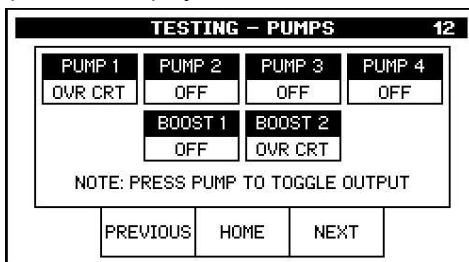 TESTING - PUMPS 12
PUMP 1 PUMP 2 PUMP 3 PUMP 4
OVR CRT OFF OFF OFF
BOOST 1 BOOST 2
OFF OVR CRT
NOTE: PRESS PUMP TO TOGGLE OUTPUT
PREVIOUS HOME NEXT